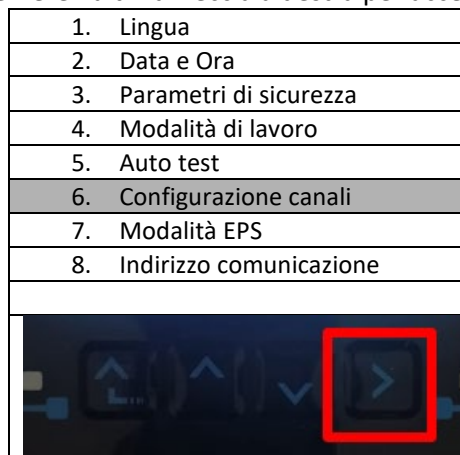 1. Lingua
2. Data e Ora
3. Parametri di sicurezza
4. Modalità di lavoro
5. Auto test
6. Configurazione canali
7. Modalità EPS
8. Indirizzo comunicazione